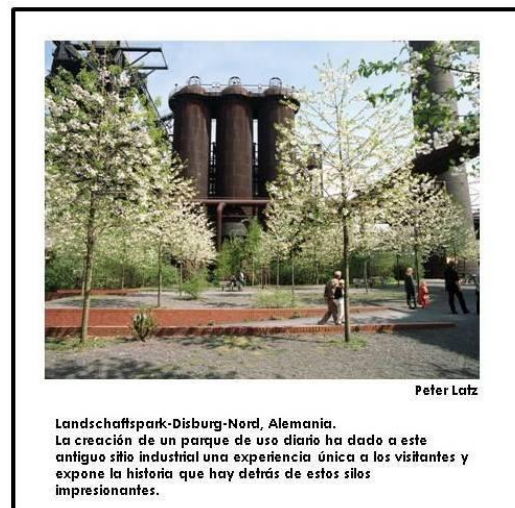 Peter Latz
Landschaftspark-Disburg-Nord, Alemania.
La creación de un parque de uso diario ha dado a este
antiguo sitio industrial una experiencia única a los visitantes y
expone la historia que hay detrás de estos silos
impresionantes.